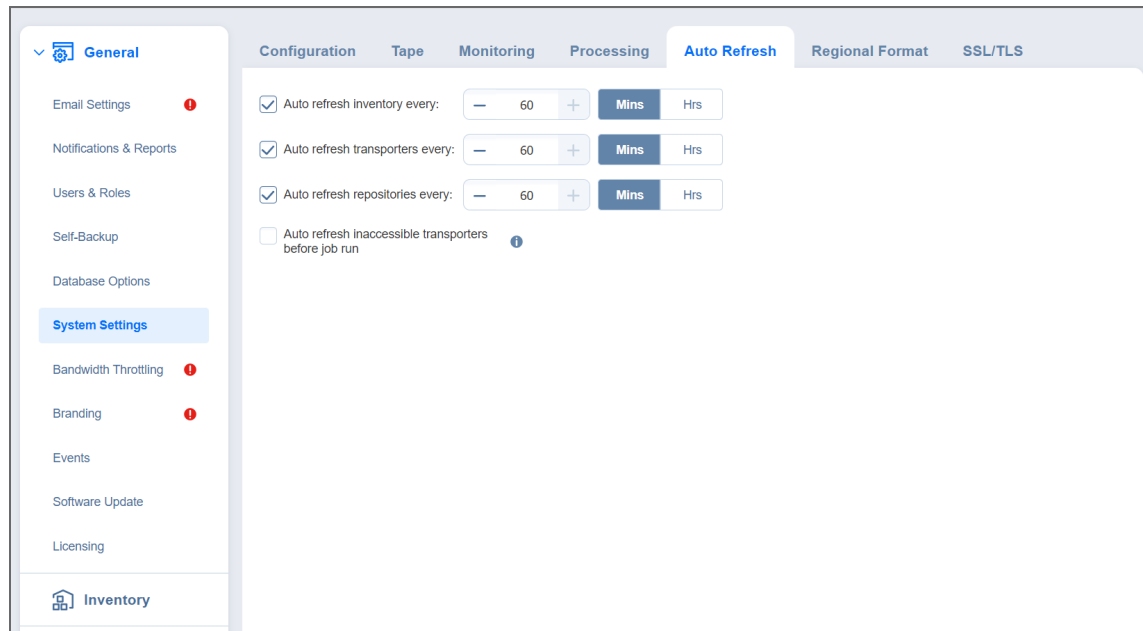 General
Email Settings
Notifications & Reports
Users & Roles
Self-Backup
Database Options
System Settings
Bandwidth Throttling
Branding
Events
Software Update
Licensing
Inventory
Configuration Tape Monitoring Processing Auto Refresh Regional Format SSL/TLS
Auto refresh inventory every: − 60 + Mins Hrs
Auto refresh transporters every: − 60 + Mins Hrs
Auto refresh repositories every: − 60 + Mins Hrs
Auto refresh inaccessible transporters
before job run